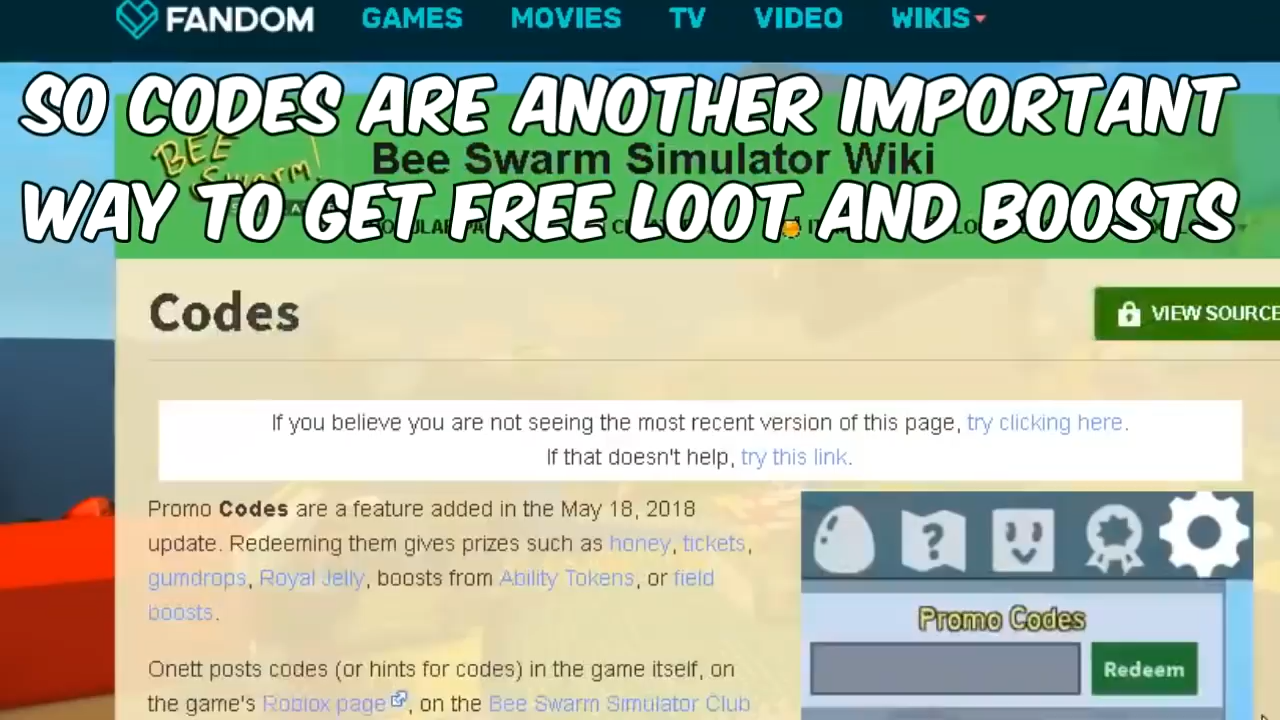 FANDOM GAMES MOVIES TV VIDEO WIKIS
SO CODES ARE ANOTHER IMPORTANT
BEE Swarm! Bee Swarm Simulator Wiki
WAY TO GET FREE LOOT AND BOOSTS
Codes
VIEW SOURCE
If you believe you are not seeing the most recent version of this page, try clicking here.
If that doesn't help, try this link.
Promo Codes are a feature added in the May 18, 2018
update. Redeeming them gives prizes such as honey, tickets,
gumdrops, Royal Jelly, boosts from Ability Tokens, or field
boosts.
Promo Codes
Redeem
Onett posts codes (or hints for codes) in the game itself, on
the game's Roblox page, on the Bee Swarm Simulator Club